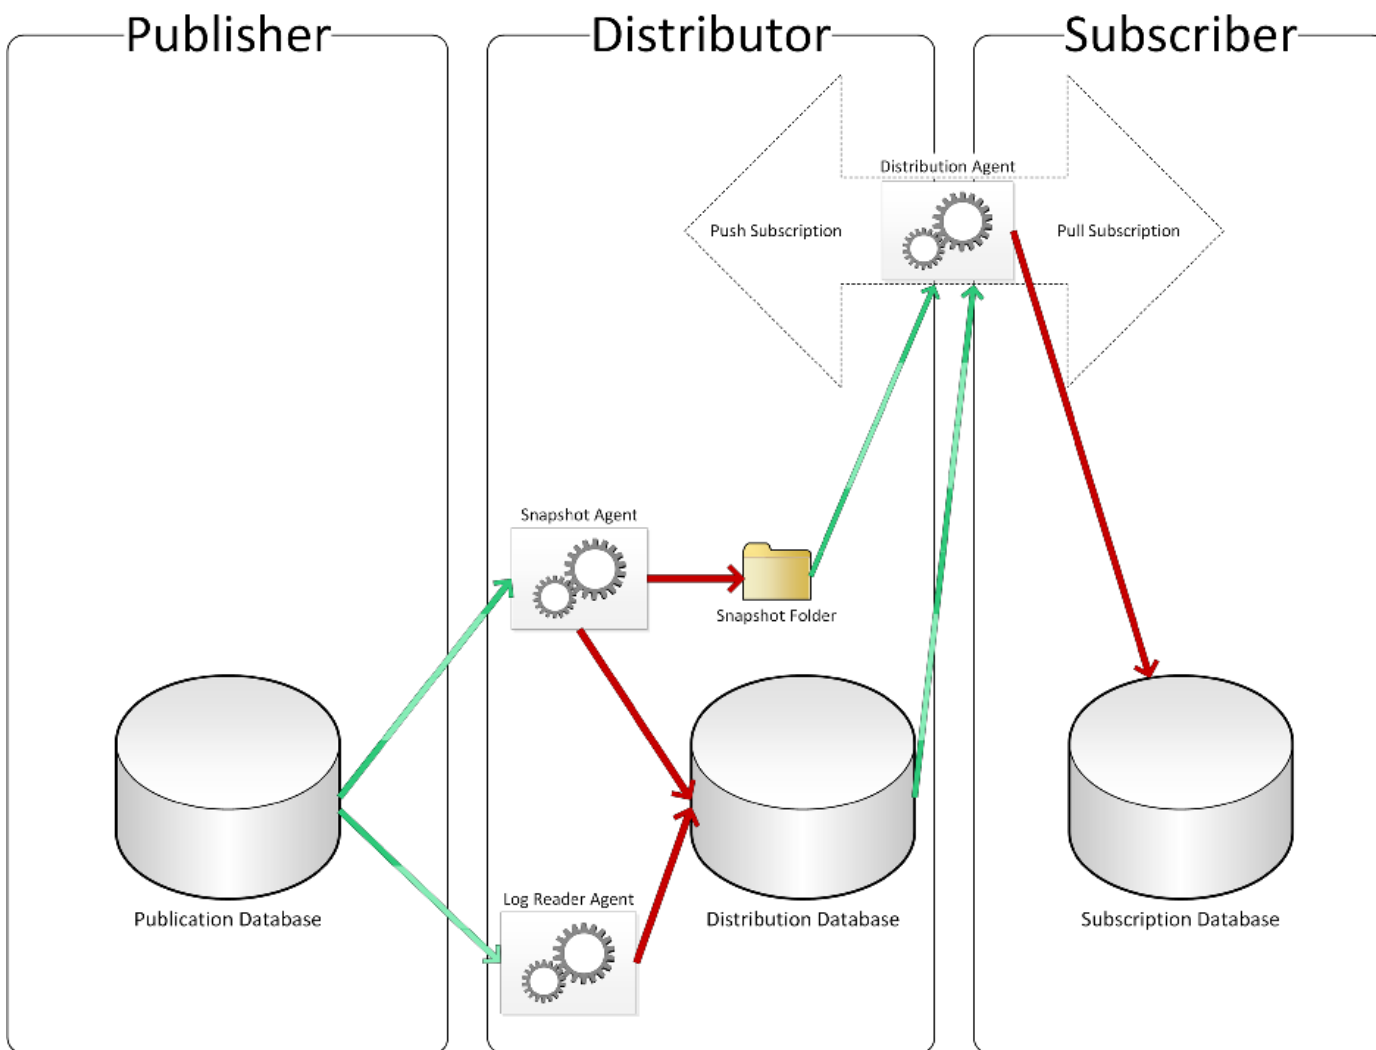 Publisher
Distributor
Subscriber
Distribution Agent
Push Subscription
Pull Subscription
Snapshot Agent
Snapshot Folder
Log Reader Agent
Publication Database
Distribution Database
Subscription Database